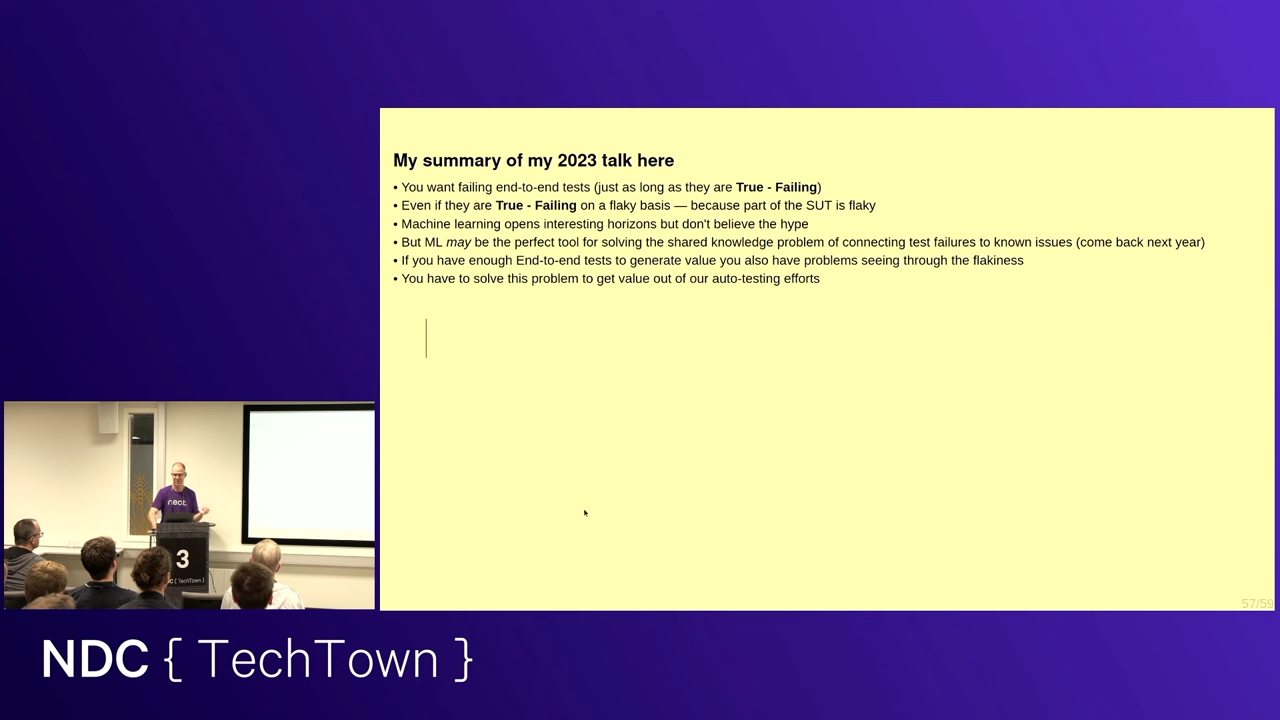 My summary of my 2023 talk here
• You want failing end-to-end tests (just as long as they are True - Failing)
• Even if they are True - Failing on a flaky basis — because part of the SUT is flaky
• Machine learning opens interesting horizons but don't believe the hype
• But ML may be the perfect tool for solving the shared knowledge problem of connecting test failures to known issues (come back next year)
• If you have enough End-to-end tests to generate value you also have problems seeing through the flakiness
• You have to solve this problem to get value out of our auto-testing efforts
57/59
3
{ TechTown }
NDC { TechTown }